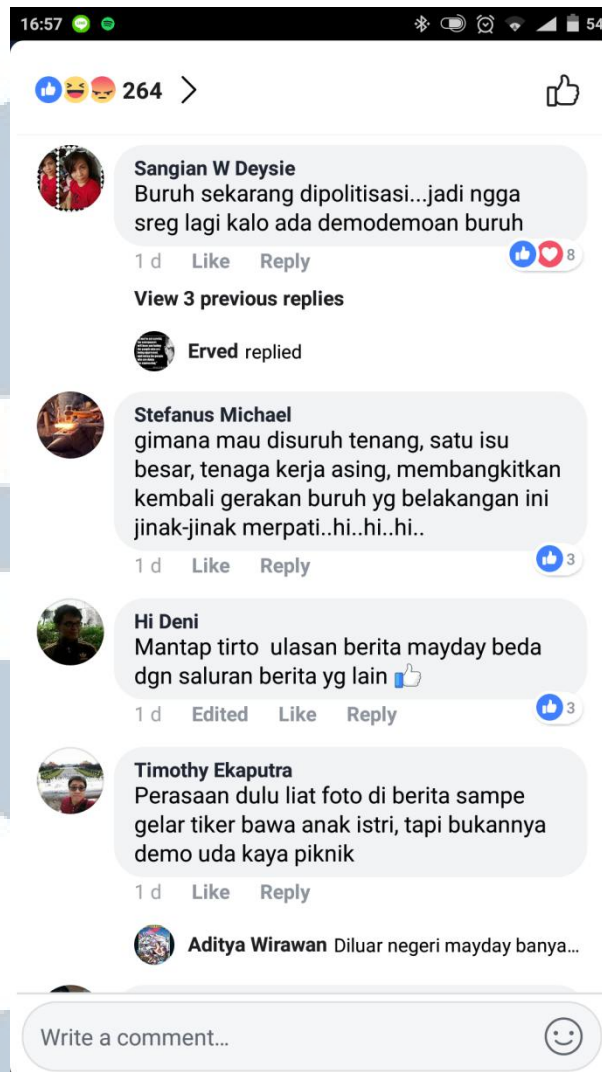 16:57
54
264
Sangian W Deysie
Buruh sekarang dipolitisasi...jadi ngga
sreg lagi kalo ada demodemoan buruh
1 d Like Reply
8
View 3 previous replies
Erved replied
Stefanus Michael
gimana mau disuruh tenang, satu isu
besar, tenaga kerja asing, membangkitkan
kembali gerakan buruh yg belakangan ini
jinak-jinak merpati..hi..hi..hi..
1 d Like Reply
3
Hi Deni
Mantap tirto ulasan berita mayday beda
dgn saluran berita yg lain 👍
1 d Edited Like Reply
3
Timothy Ekaputra
Perasaan dulu liat foto di berita sampe
gelar tiker bawa anak istri, tapi bukannya
demo uda kaya piknik
1 d Like Reply
Aditya Wirawan Diluar negeri mayday banya...
Write a comment...